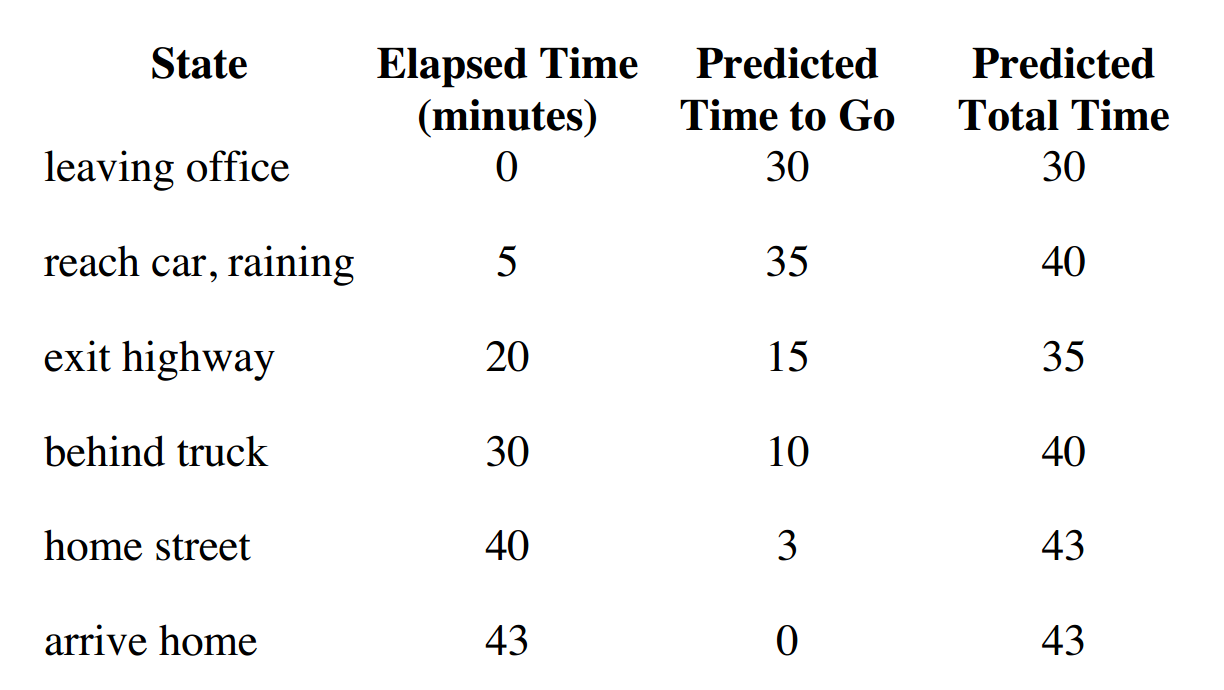 State Elapsed Time Predicted Predicted
(minutes) Time to Go Total Time
leaving office 0 30 30
reach car, raining 5 35 40
exit highway 20 15 35
behind truck 30 10 40
home street 40 3 43
arrive home 43 0 43